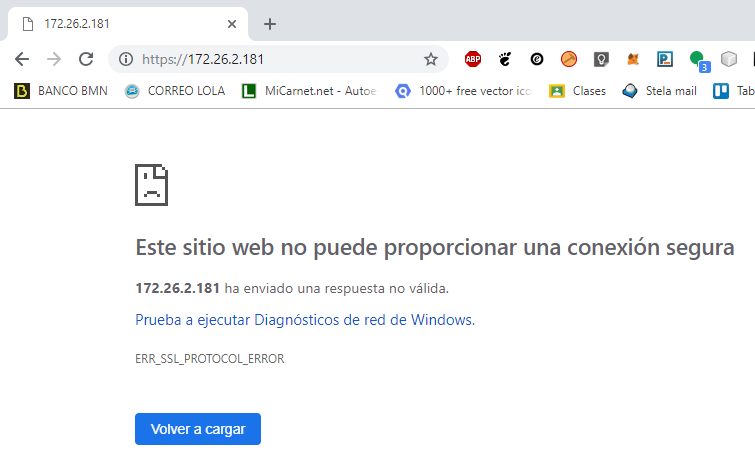 172.26.2.181
https://172.26.2.181
ABP
3
BANCO BMN
CORREO LOLA
MiCarnet.net - Autoe
1000+ free vector ico
Clases
Stela mail
Tab
Este sitio web no puede proporcionar una conexión segura
172.26.2.181 ha enviado una respuesta no válida.
Prueba a ejecutar Diagnósticos de red de Windows.
ERR_SSL_PROTOCOL_ERROR
Volver a cargar